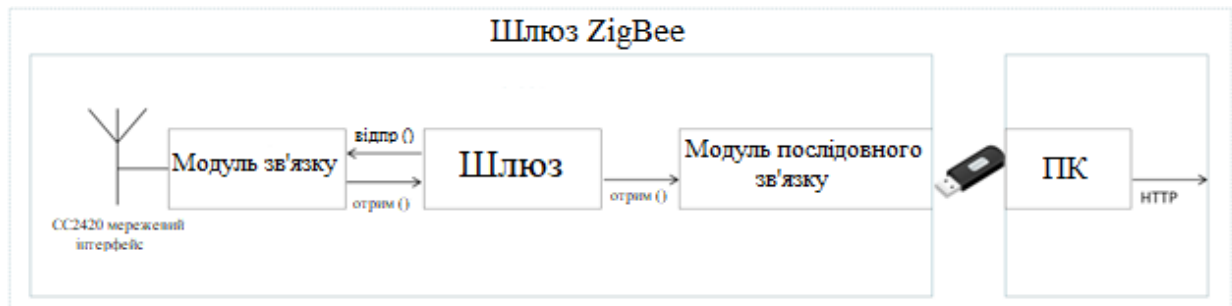 Шлюз ZigBee
відпр ()
Модуль зв'язку
Шлюз
Модуль послідовного
зв'язку
ПК
отрим ()
отрим ()
HTTP
CC2420 мережевий
інтерфейс